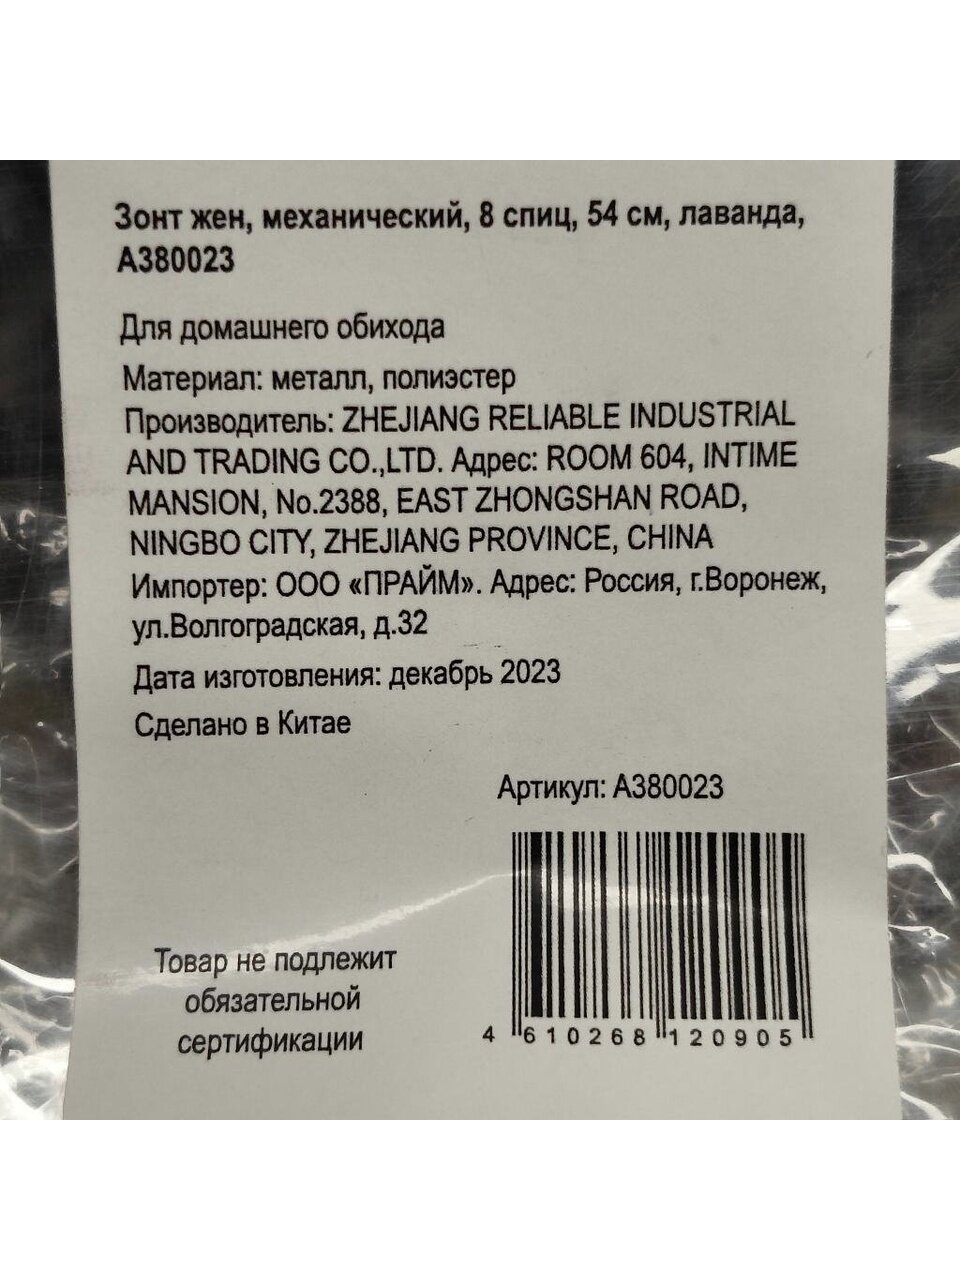 Зонт жен, механический, 8 спиц, 54 см, лаванда,
А380023
Для домашнего обихода
Материал: металл, полиэстер
Производитель: ZHEJIANG RELIABLE INDUSTRIAL
AND TRADING CO.,LTD. Адрес: ROOM 604, INTIME
MANSION, No.2388, EAST ZHONGSHAN ROAD,
NINGBO CITY, ZHEJIANG PROVINCE, CHINA
Импортер: ООО «ПРАЙМ». Адрес: Россия, г.Воронеж,
ул.Волгоградская, д.32
Дата изготовления: декабрь 2023
Сделано в Китае
Артикул: А380023
Товар не подлежит
обязательной
сертификации
4 610268 120905